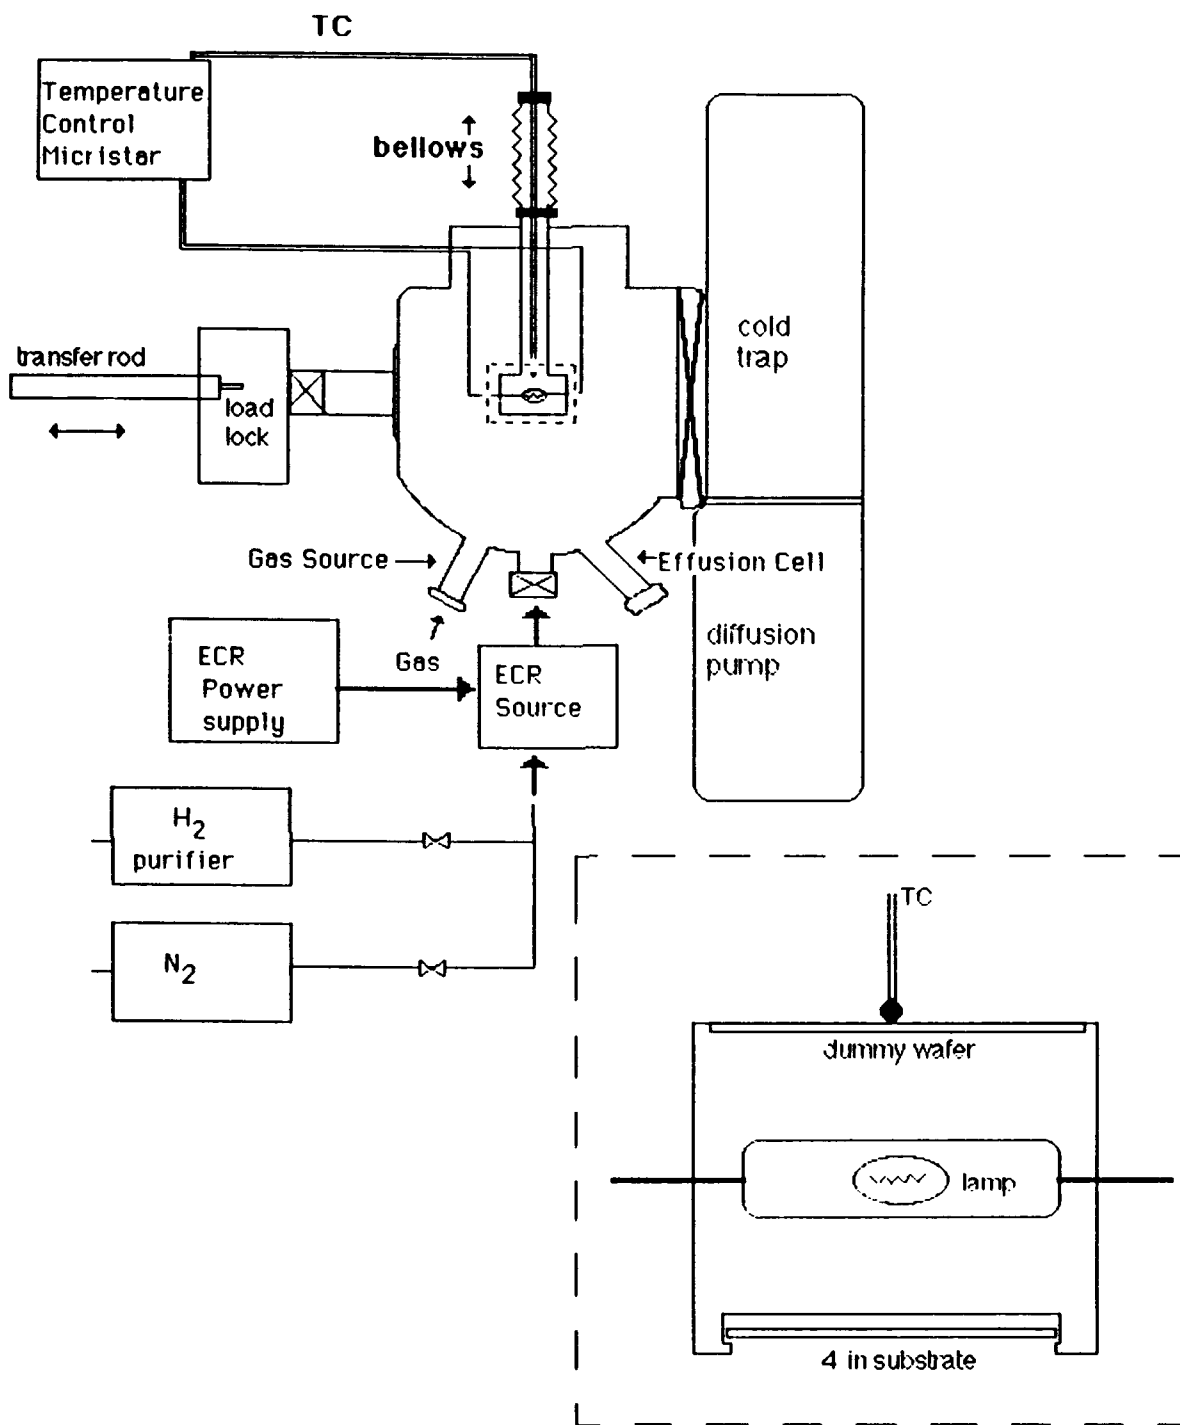 TC
Temperature
Control
Micristar
bellows
cold
trap
transfer rod
load
lock
Gas Source
Effusion Cell
Gas
diffusion
pump
ECR
Power
supply
ECR
Source
H2
purifier
N2
TC
dummy wafer
lamp
4 in substrate